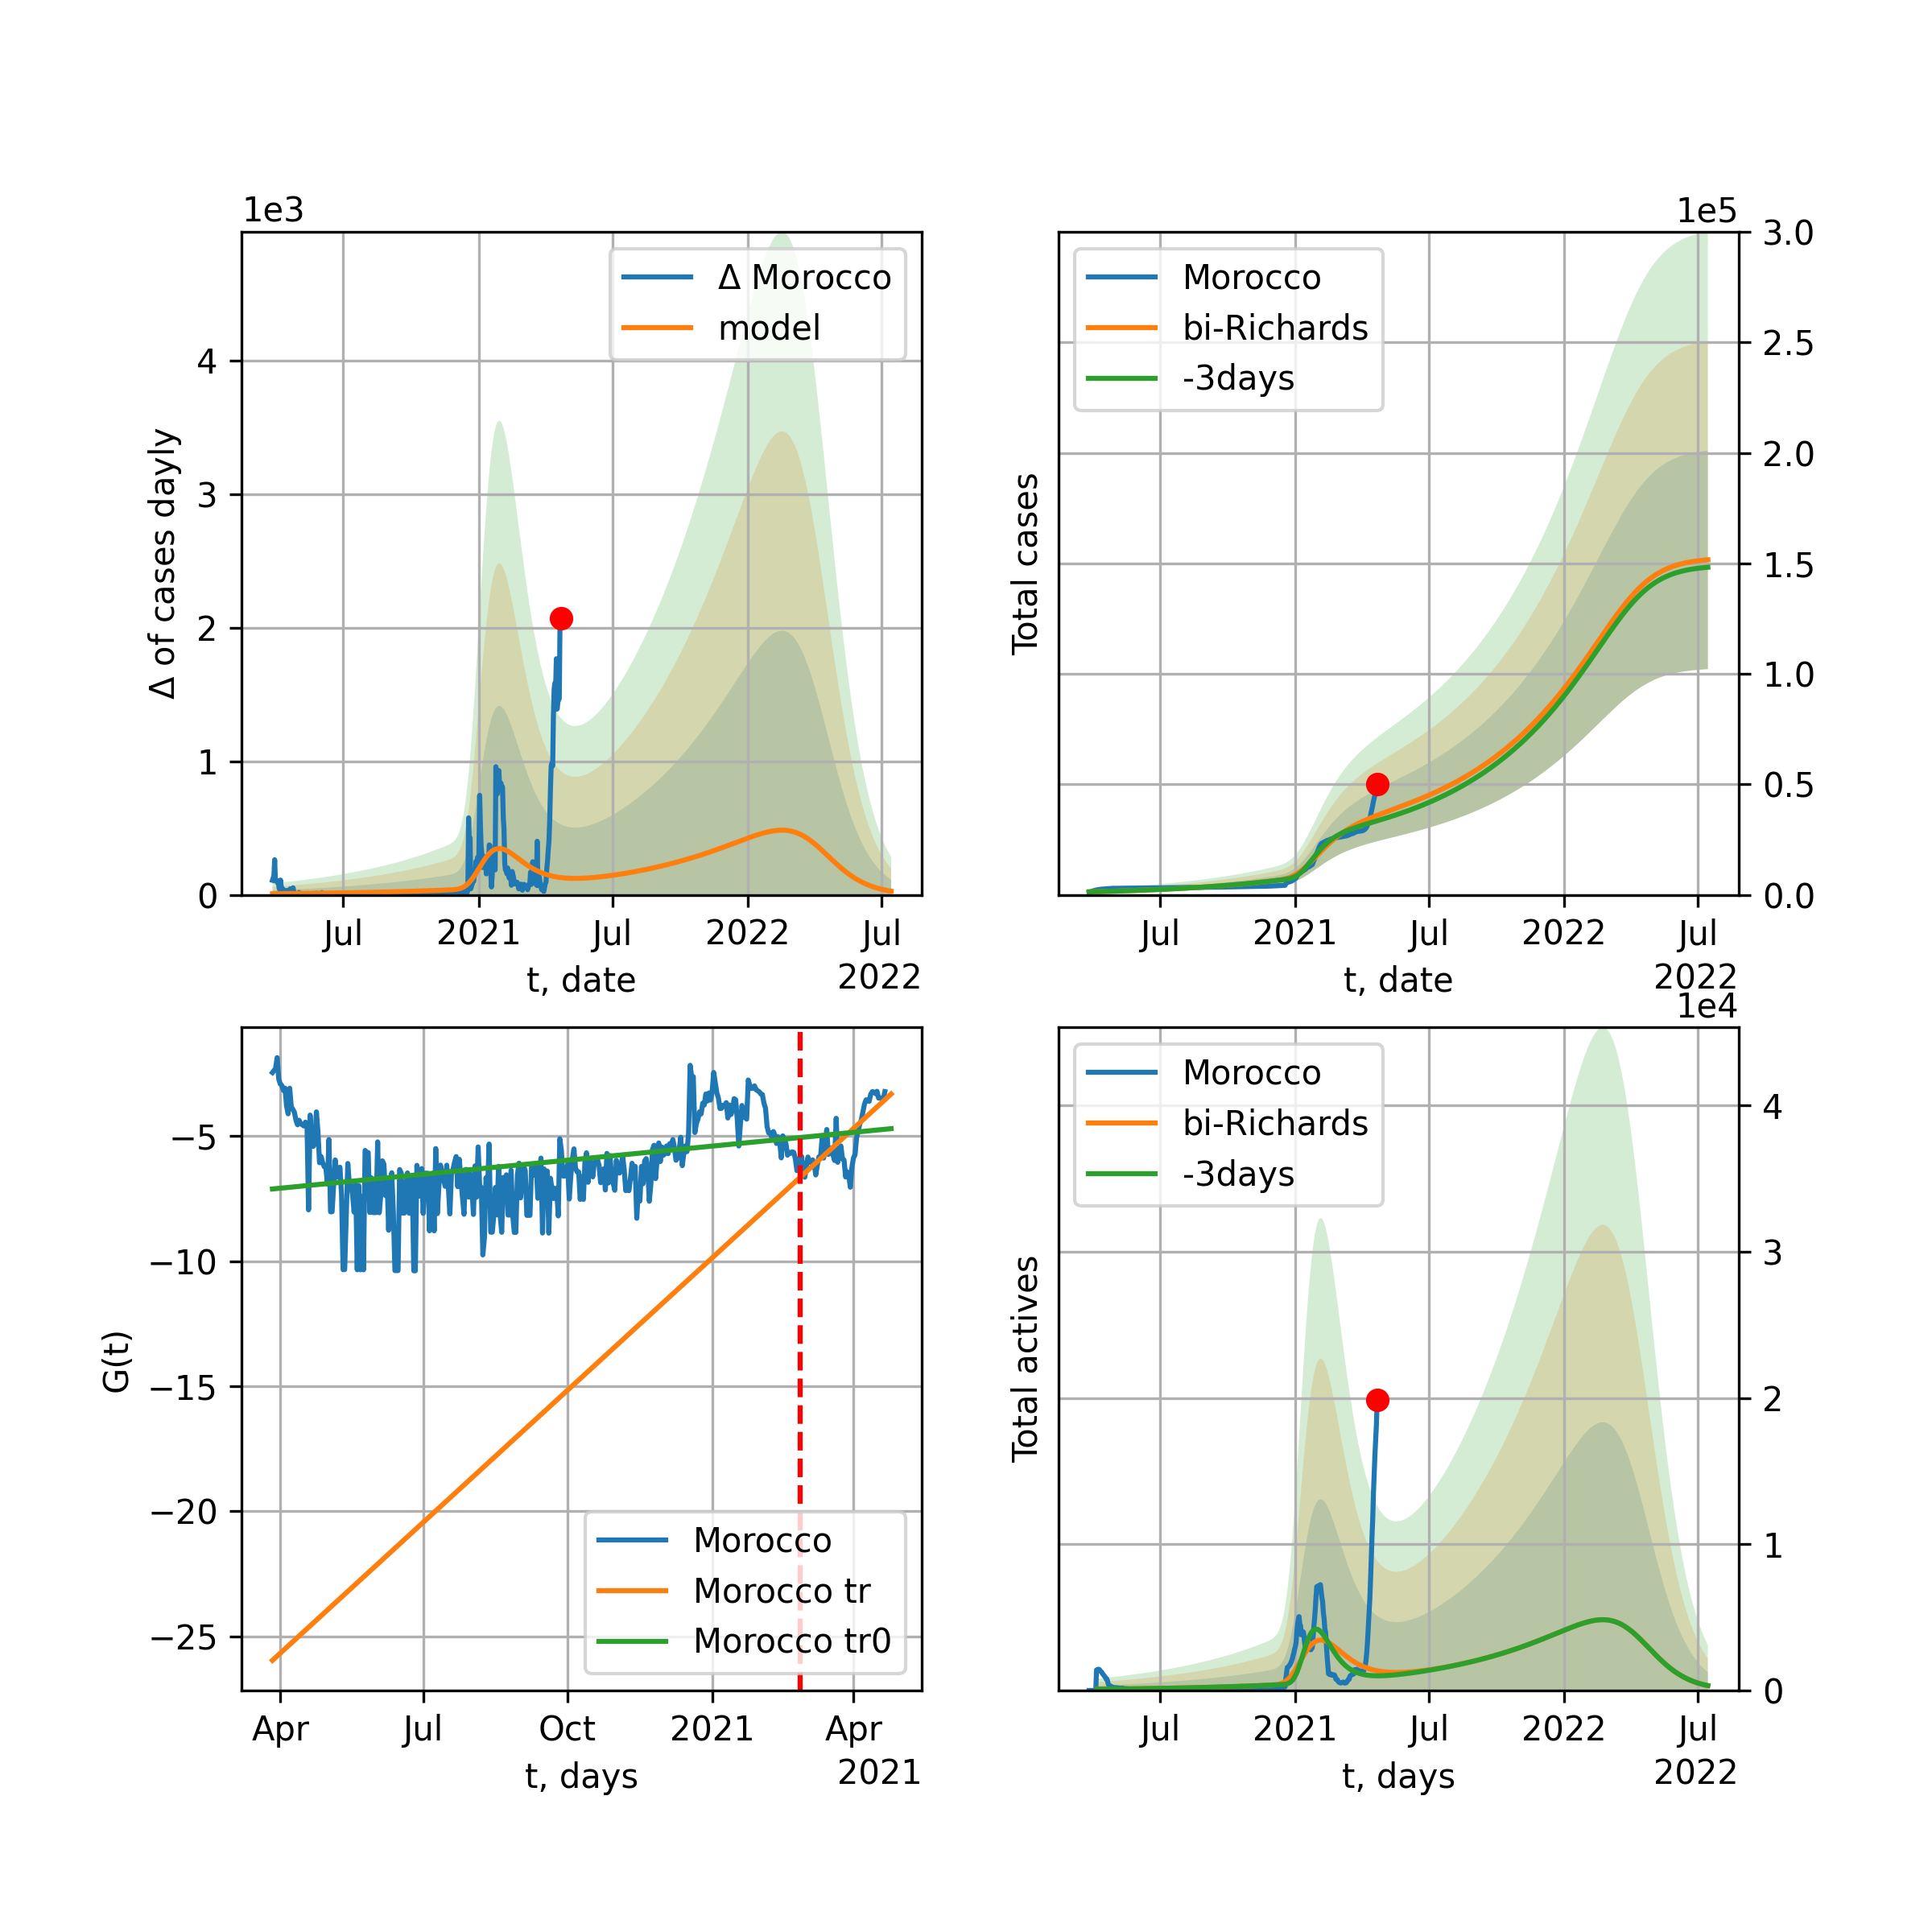 1e3
Δ of cases dayly
4
3
2
1
0
Δ Morocco
model
Jul 2021 Jul 2022 Jul
2022
t, date
1e5
Total cases
Morocco
bi-Richards
-3days
3.0
2.5
2.0
1.5
1.0
0.5
0.0
Jul 2021 Jul 2022 Jul
2022
t, date
G(t)
−5
−10
−15
−20
−25
Morocco
Morocco tr
Morocco tr0
Apr Jul Oct 2021 Apr
2021
t, days
1e4
Total actives
Morocco
bi-Richards
-3days
4
3
2
1
0
Jul 2021 Jul 2022 Jul
2022
t, days